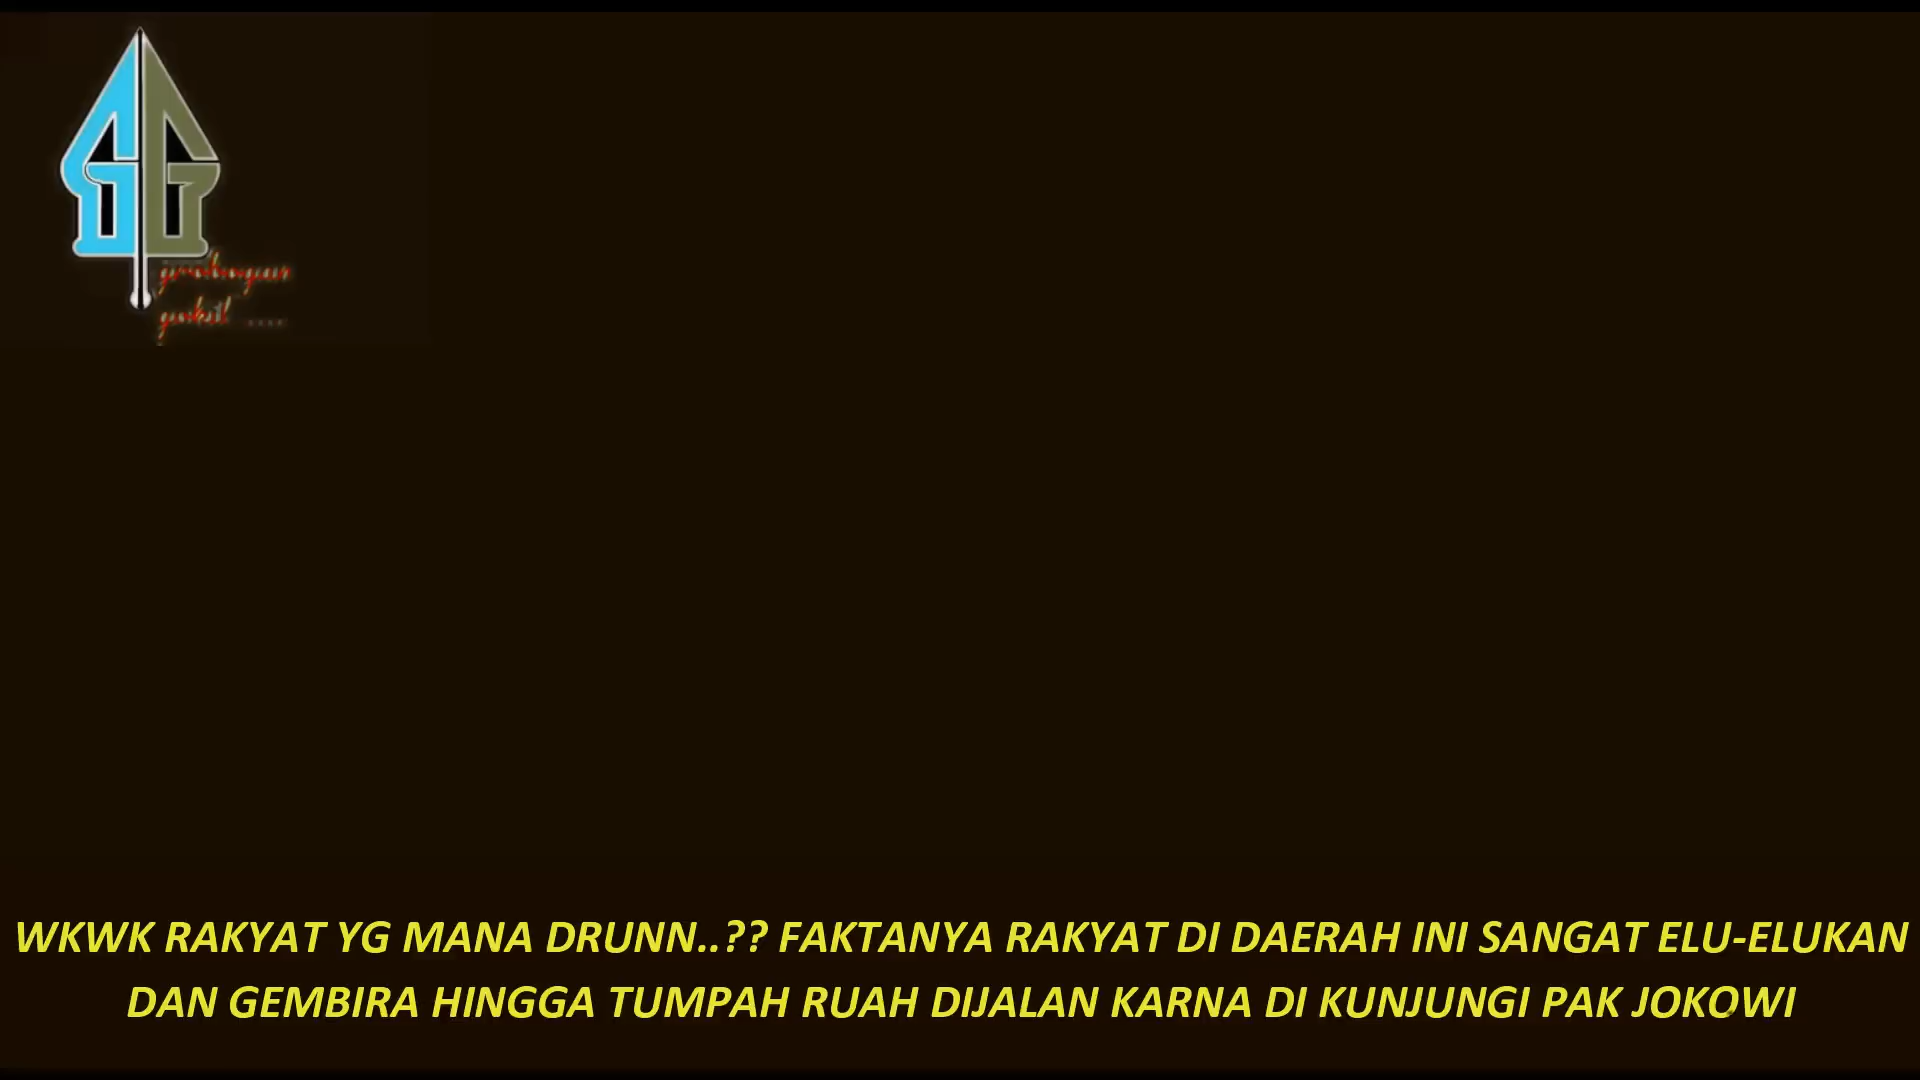 WKWK RAKYAT YG MANA DRUNN..?? FAKTANYA RAKYAT DI DAERAH INI SANGAT ELU-ELUKAN
DAN GEMBIRA HINGGA TUMPAH RUAH DIJALAN KARNA DI KUNJUNGI PAK JOKOWI